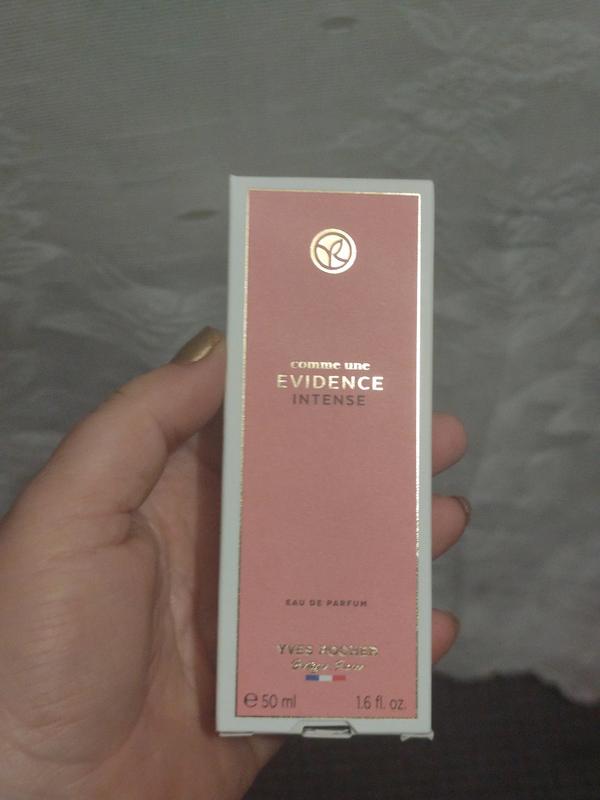 comme une
EVIDENCE
INTENSE
EAU DE PARFUM
YVES ROCHER
℮ 50 ml 1.6 fl. oz.